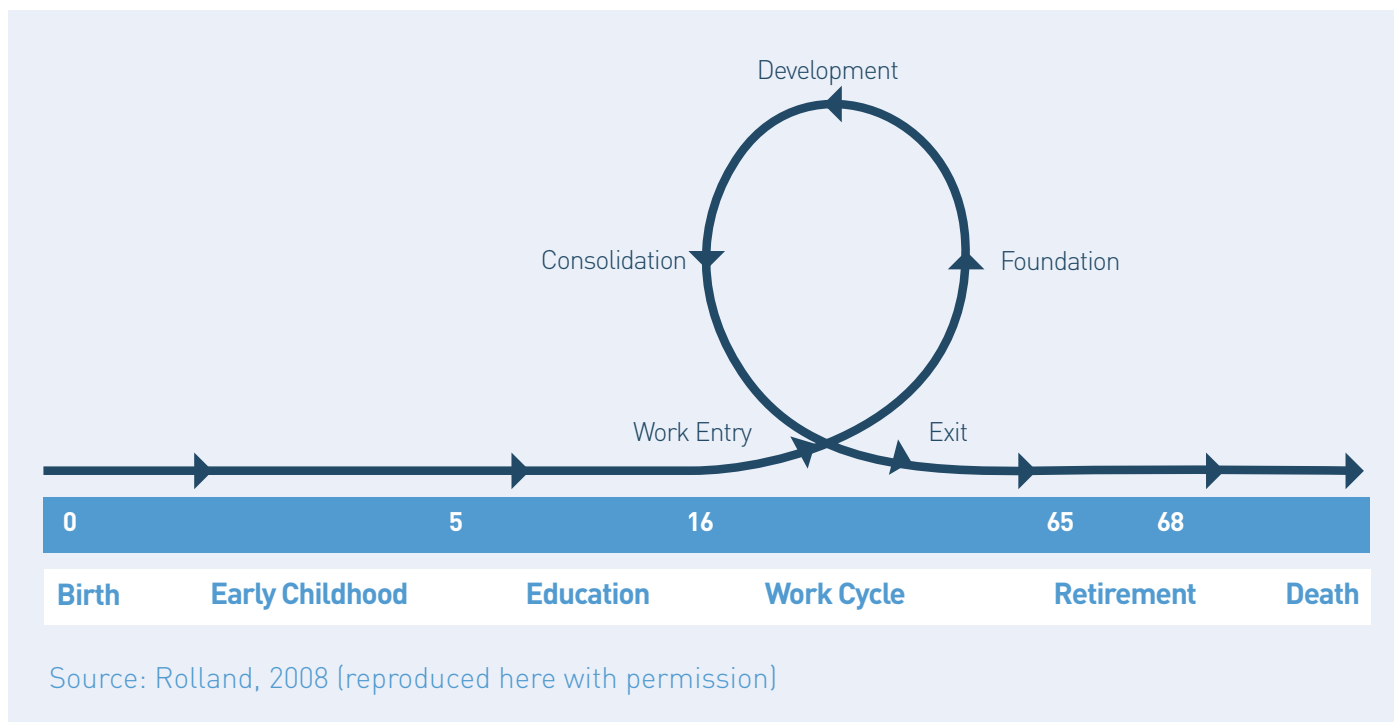 Development
Consolidation
Foundation
Work Entry
Exit
0 5 16 65 68
Birth Early Childhood Education Work Cycle Retirement Death
Source: Rolland, 2008 (reproduced here with permission)